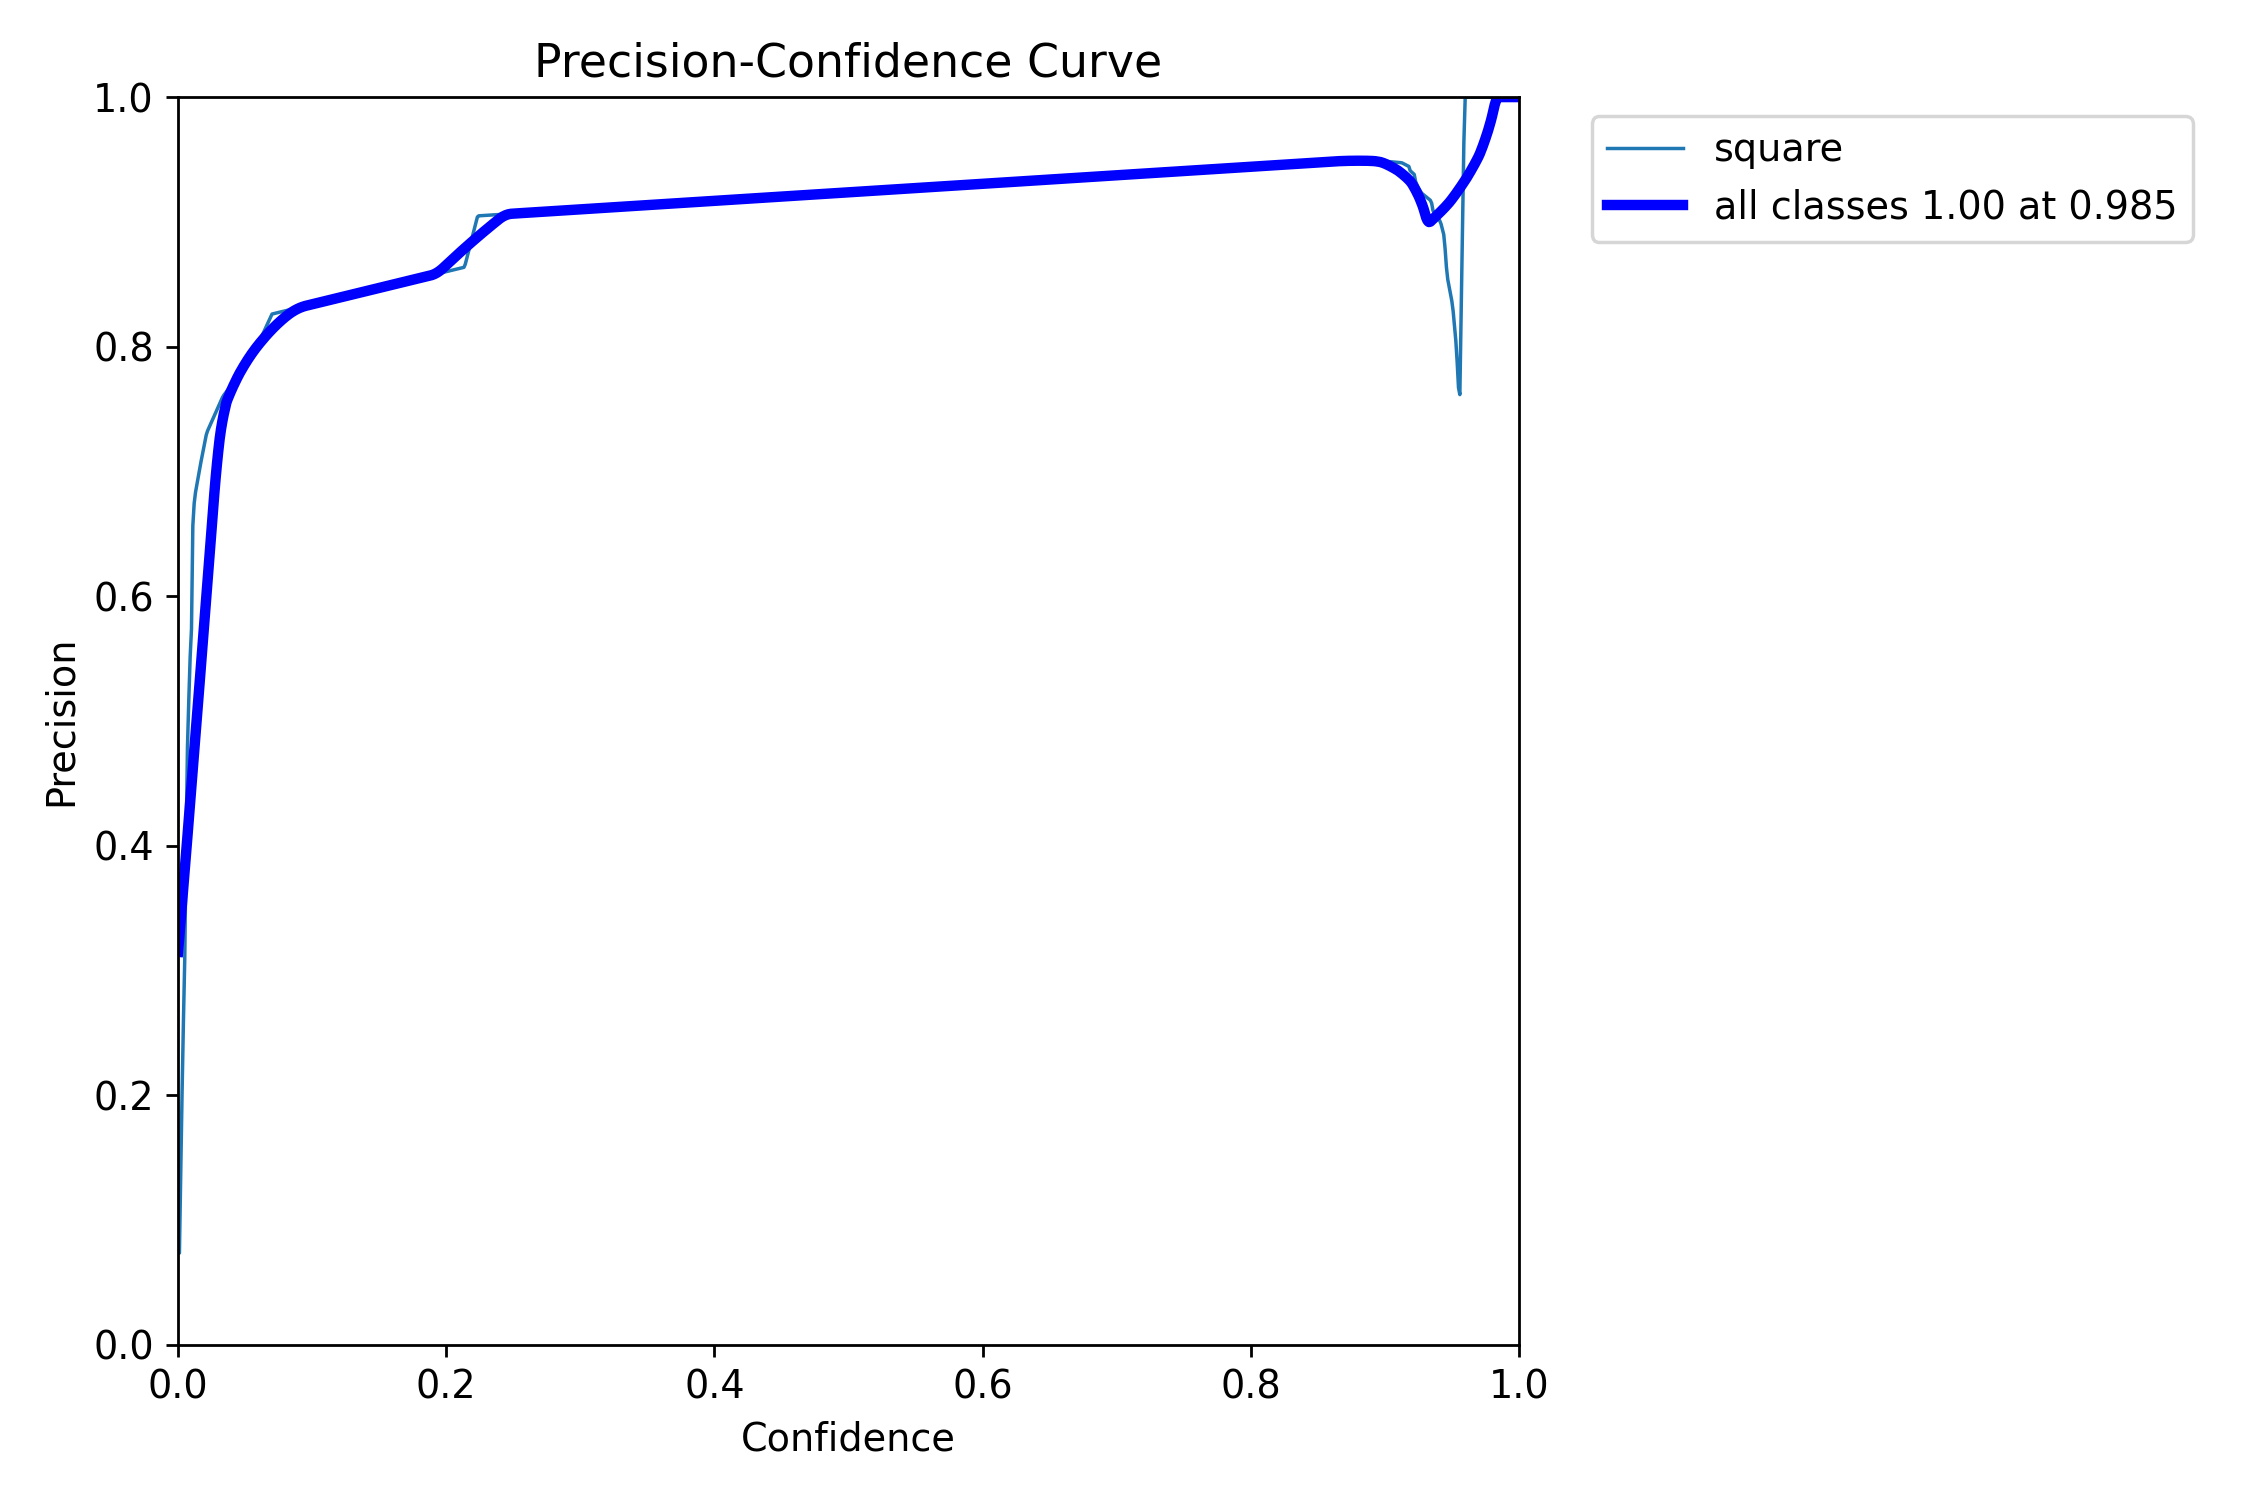 Precision-Confidence Curve
1.0
0.8
0.6
0.4
0.2
0.0
Precision
0.0 0.2 0.4 0.6 0.8 1.0
Confidence
square
all classes 1.00 at 0.985